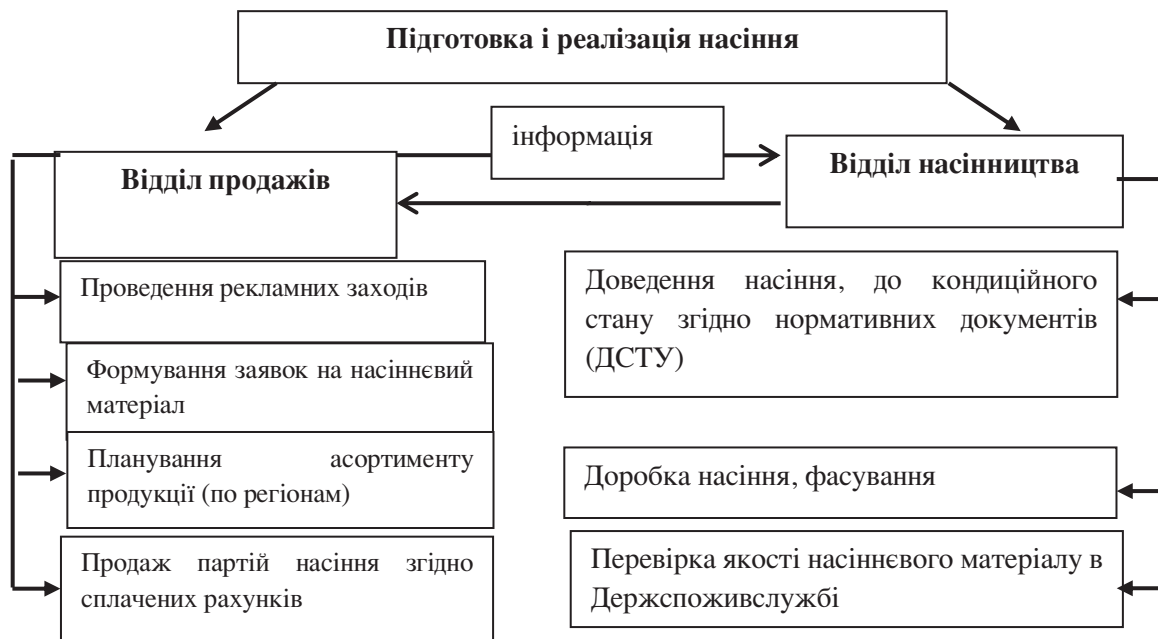 Підготовка і реалізація насіння
інформація
Відділ продажів
Відділ насінництва
Проведення рекламних заходів
Формування заявок на насіннєвий
матеріал
Планування асортименту
продукції (по регіонам)
Продаж партій насіння згідно
сплачених рахунків
Доведення насіння, до кондиційного
стану згідно нормативних документів
(ДСТУ)
Доробка насіння, фасування
Перевірка якості насіннєвого матеріалу в
Держспоживслужбі